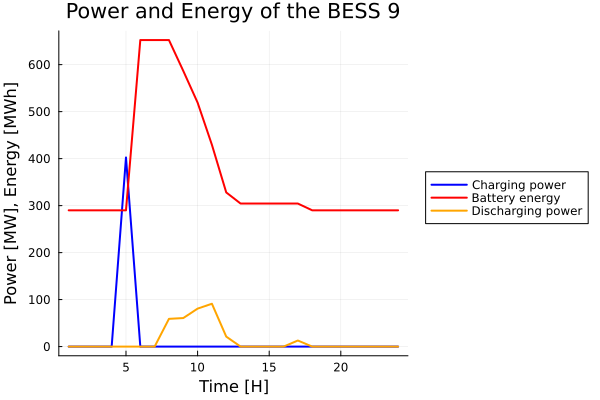 Power and Energy of the BESS 9
Power [MW], Energy [MWh]
600
500
400
300
200
100
0
5
10
15
20
Time [H]
Charging power
Battery energy
Discharging power